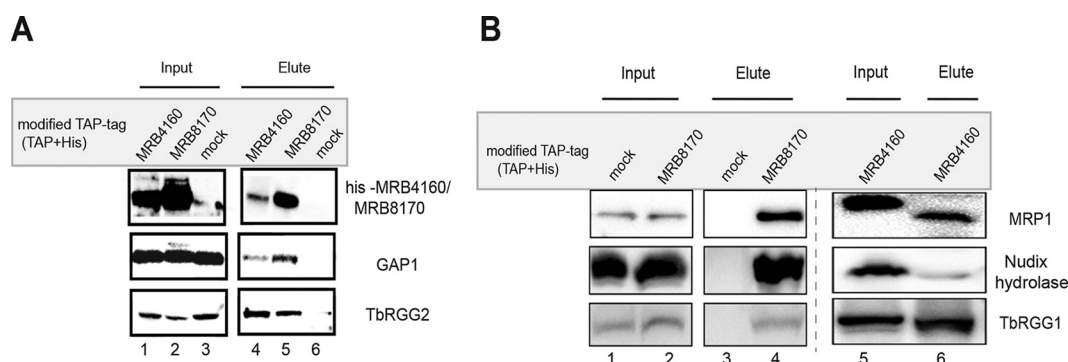 A
B
Input
Elute
modified TAP-tag
(TAP+His)
MRB4160
MRB8170
mock
MRB4160
MRB8170
mock
his -MRB4160/
MRB8170
GAP1
TbRGG2
1 2 3 4 5 6
Input
Elute
Input
Elute
modified TAP-tag
(TAP+His)
mock
MRB8170
mock
MRB8170
MRB4160
MRB4160
MRP1
Nudix
hydrolase
TbRGG1
1 2 3 4 5 6